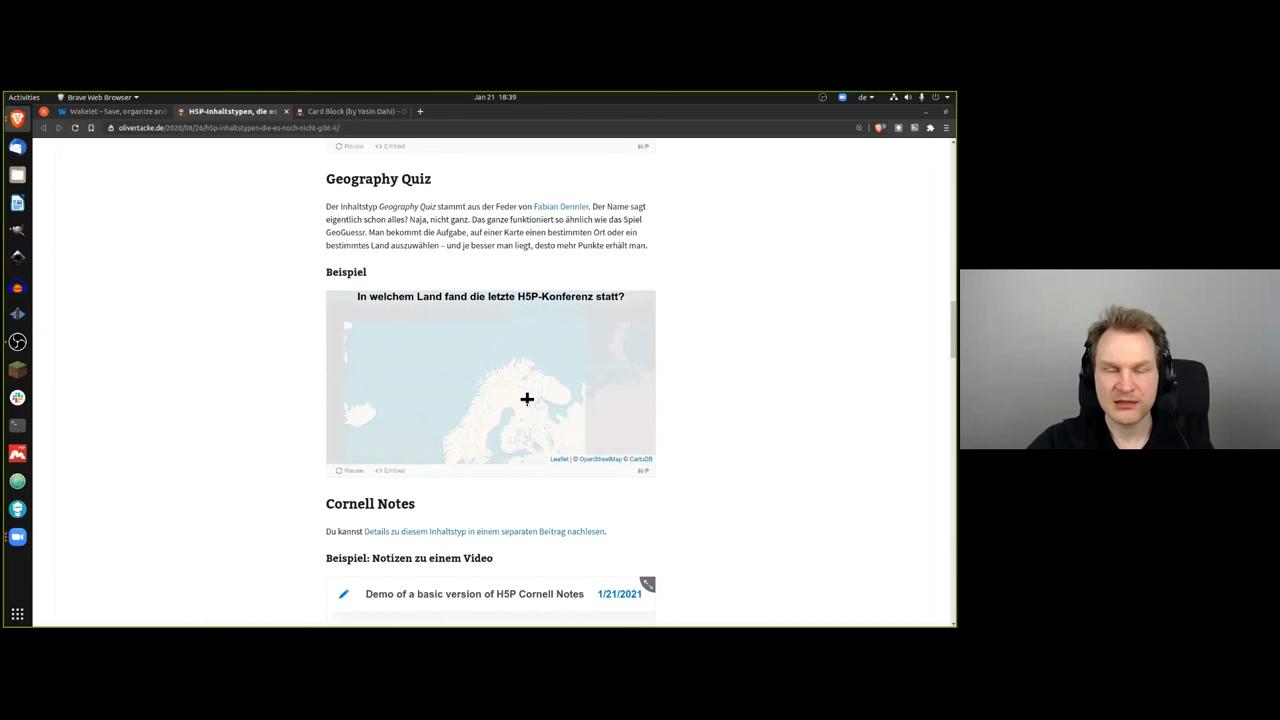 Activities
Brave Web Browser
Jan 21 18:39
de
Wakelet – Save, organize and
H5P-Inhaltstypen, die es
Card Block (by Yasin Dahi) –
olivertacke.de/2020/08/26/h5p-inhaltstypen-die-es-noch-nicht-gibt-ii/
Reuse
Embed
H5P
Geography Quiz
Der Inhaltstyp Geography Quiz stammt aus der Feder von Fabian Dennler. Der Name sagt
eigentlich schon alles? Naja, nicht ganz. Das ganze funktioniert so ähnlich wie das Spiel
GeoGuessr. Man bekommt die Aufgabe, auf einer Karte einen bestimmten Ort oder ein
bestimmtes Land auszuwählen – und je besser man liegt, desto mehr Punkte erhält man.
Beispiel
In welchem Land fand die letzte H5P-Konferenz statt?
Leaflet | © OpenStreetMap © CartoDB
Reuse
Embed
H5P
Cornell Notes
Du kannst Details zu diesem Inhaltstyp in einem separaten Beitrag nachlesen.
Beispiel: Notizen zu einem Video
Demo of a basic version of H5P Cornell Notes
1/21/2021